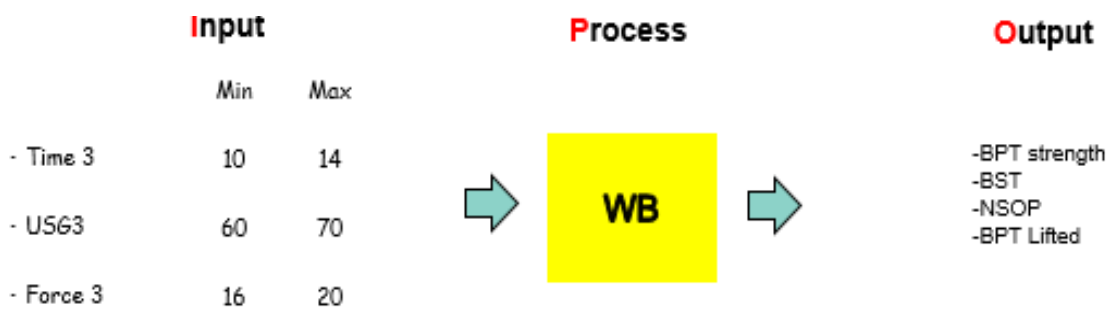 Input
Process
Output
Min Max
- Time 3 10 14
- USG3 60 70
- Force 3 16 20
WB
-BPT strength
-BST
-NSOP
-BPT Lifted